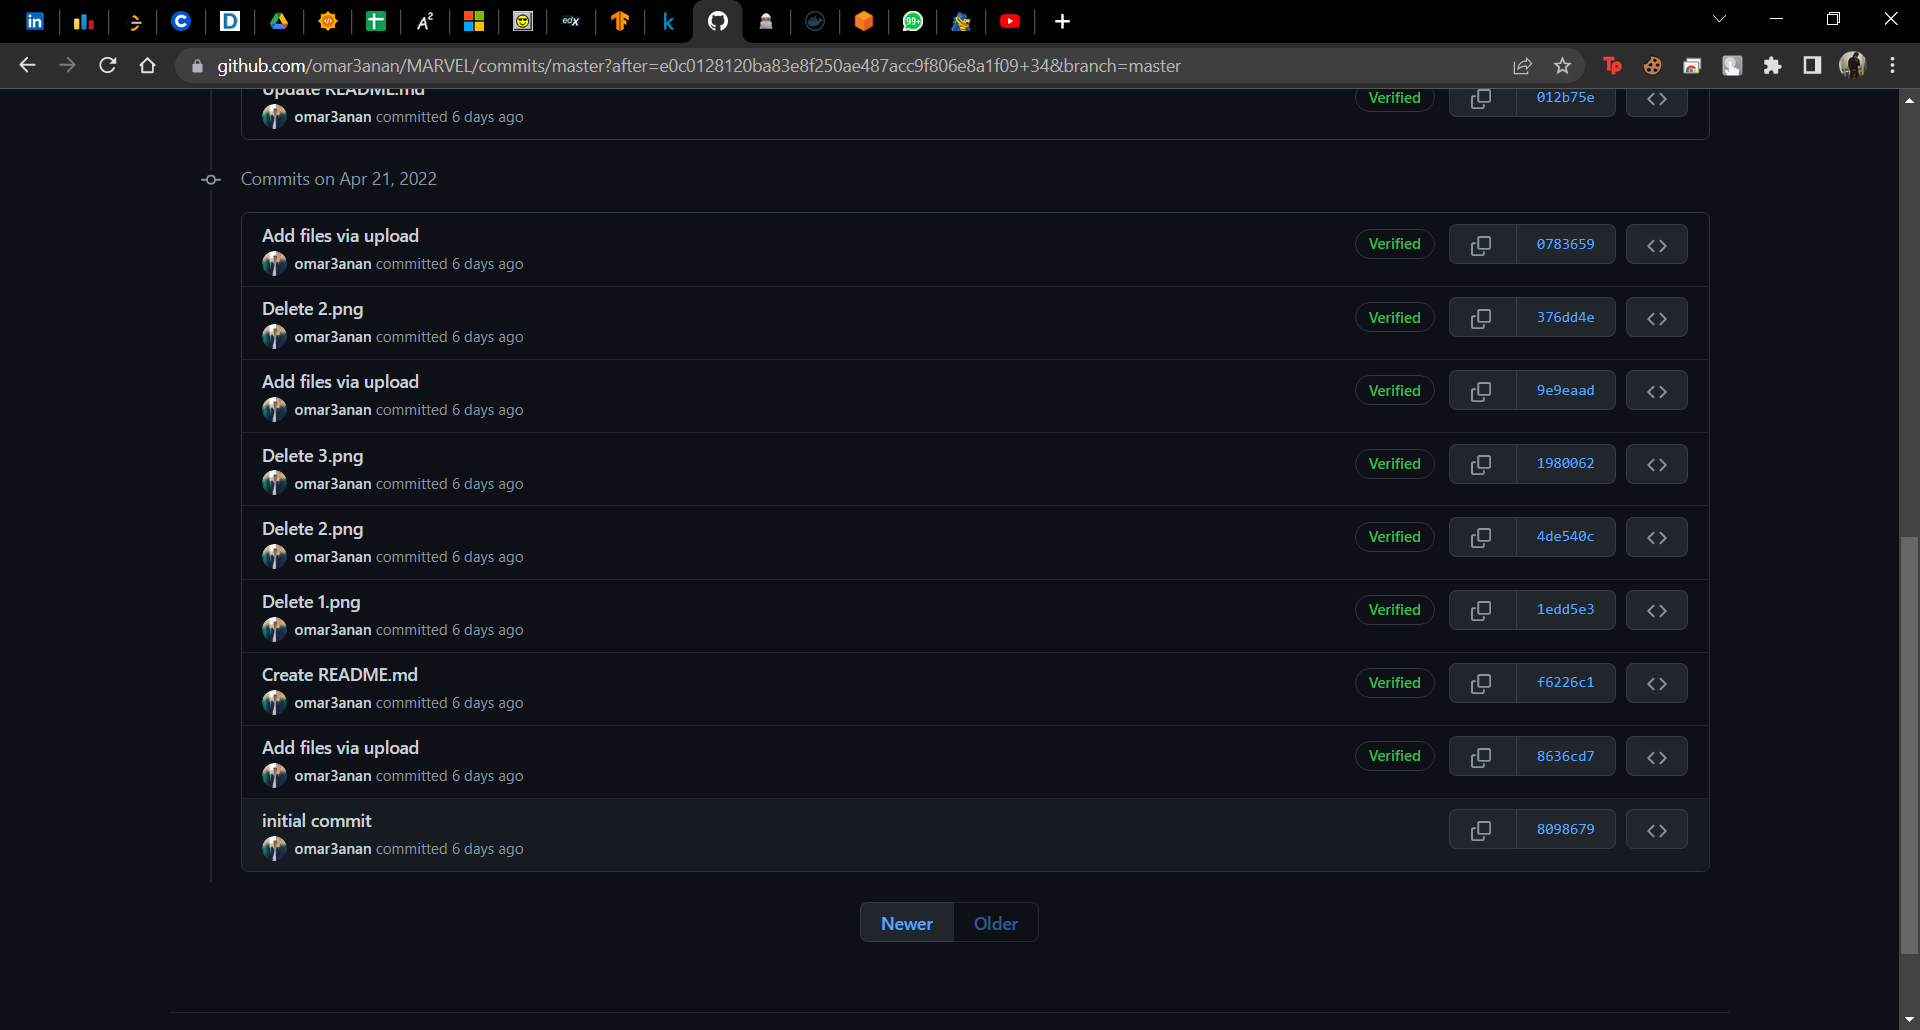 github.com/omar3anan/MARVEL/commits/master?after=e0c0128120ba83e8f250ae487acc9f806e8a1f09+34&branch=master
Update README.md
omar3anan committed 6 days ago
Verified
012b75e
Commits on Apr 21, 2022
Add files via upload
omar3anan committed 6 days ago
Verified
0783659
Delete 2.png
omar3anan committed 6 days ago
Verified
376dd4e
Add files via upload
omar3anan committed 6 days ago
Verified
9e9eaad
Delete 3.png
omar3anan committed 6 days ago
Verified
1980062
Delete 2.png
omar3anan committed 6 days ago
Verified
4de540c
Delete 1.png
omar3anan committed 6 days ago
Verified
1edd5e3
Create README.md
omar3anan committed 6 days ago
Verified
f6226c1
Add files via upload
omar3anan committed 6 days ago
Verified
8636cd7
initial commit
omar3anan committed 6 days ago
8098679
Newer
Older